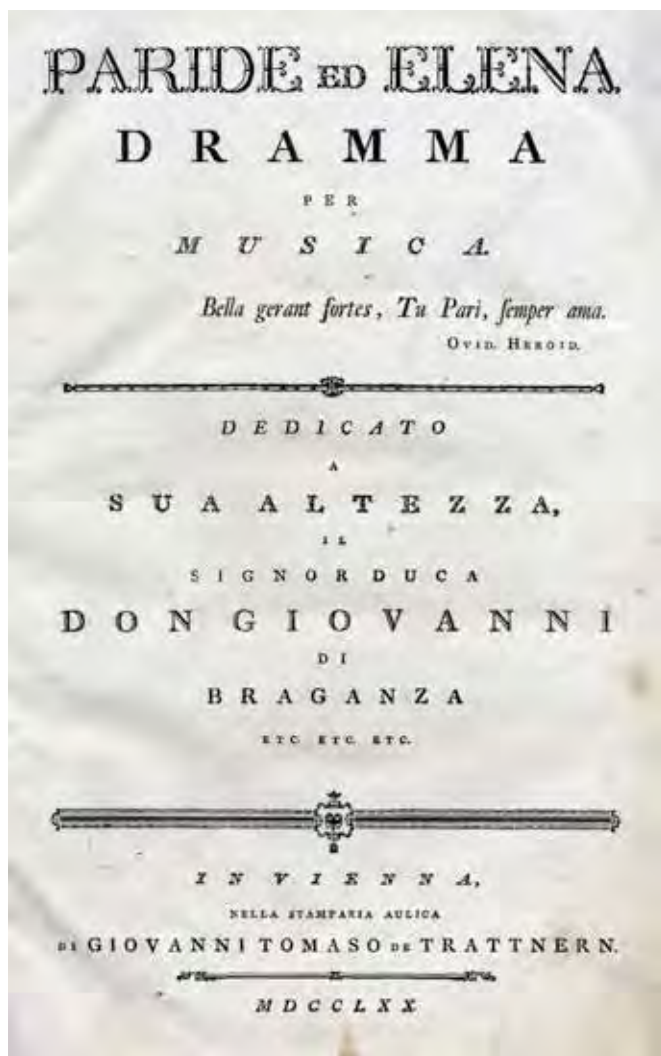 PARIDE ED ELENA.
DRAMMA
PER
MUSICA.
Bella gerant fortes, Tu Pari, ſemper ama.
OVID. HEROID.
DEDICATO
A
SUA ALTEZZA,
IL
SIGNOR DUCA
DON GIOVANNI
DI
BRAGANZA
ETC. ETC. ETC.
IN VIENNA,
NELLA STAMPARIA AULICA
DI GIOVANNI TOMASO DE TRATTNERN.
MDCCLXX